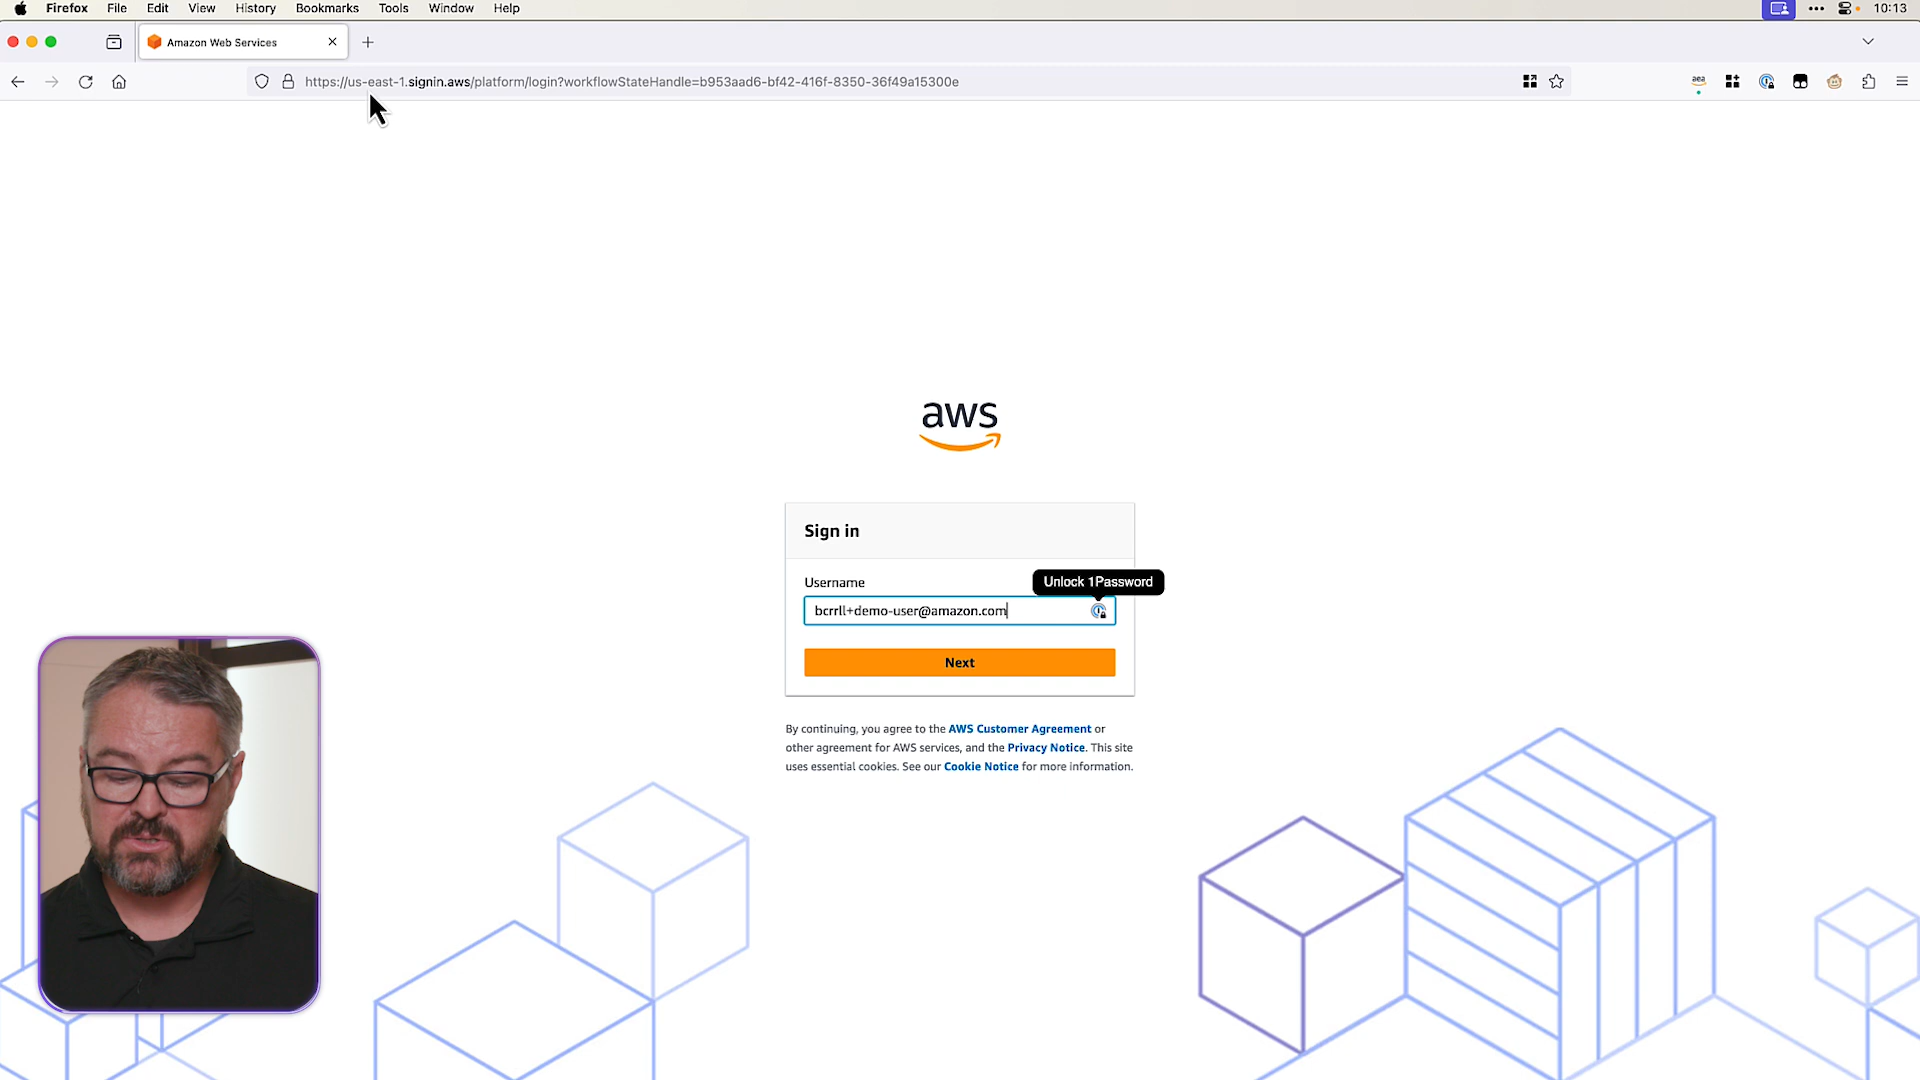 Firefox File Edit View History Bookmarks Tools Window Help 10:13
Amazon Web Services
https://us-east-1.signin.aws/platform/login?workflowStateHandle=b953aad6-bf42-416f-8350-36f49a15300e
aea
aws
Sign in
Username
Unlock 1Password
bcrrll+demo-user@amazon.com
Next
By continuing, you agree to the AWS Customer Agreement or
other agreement for AWS services, and the Privacy Notice. This site
uses essential cookies. See our Cookie Notice for more information.